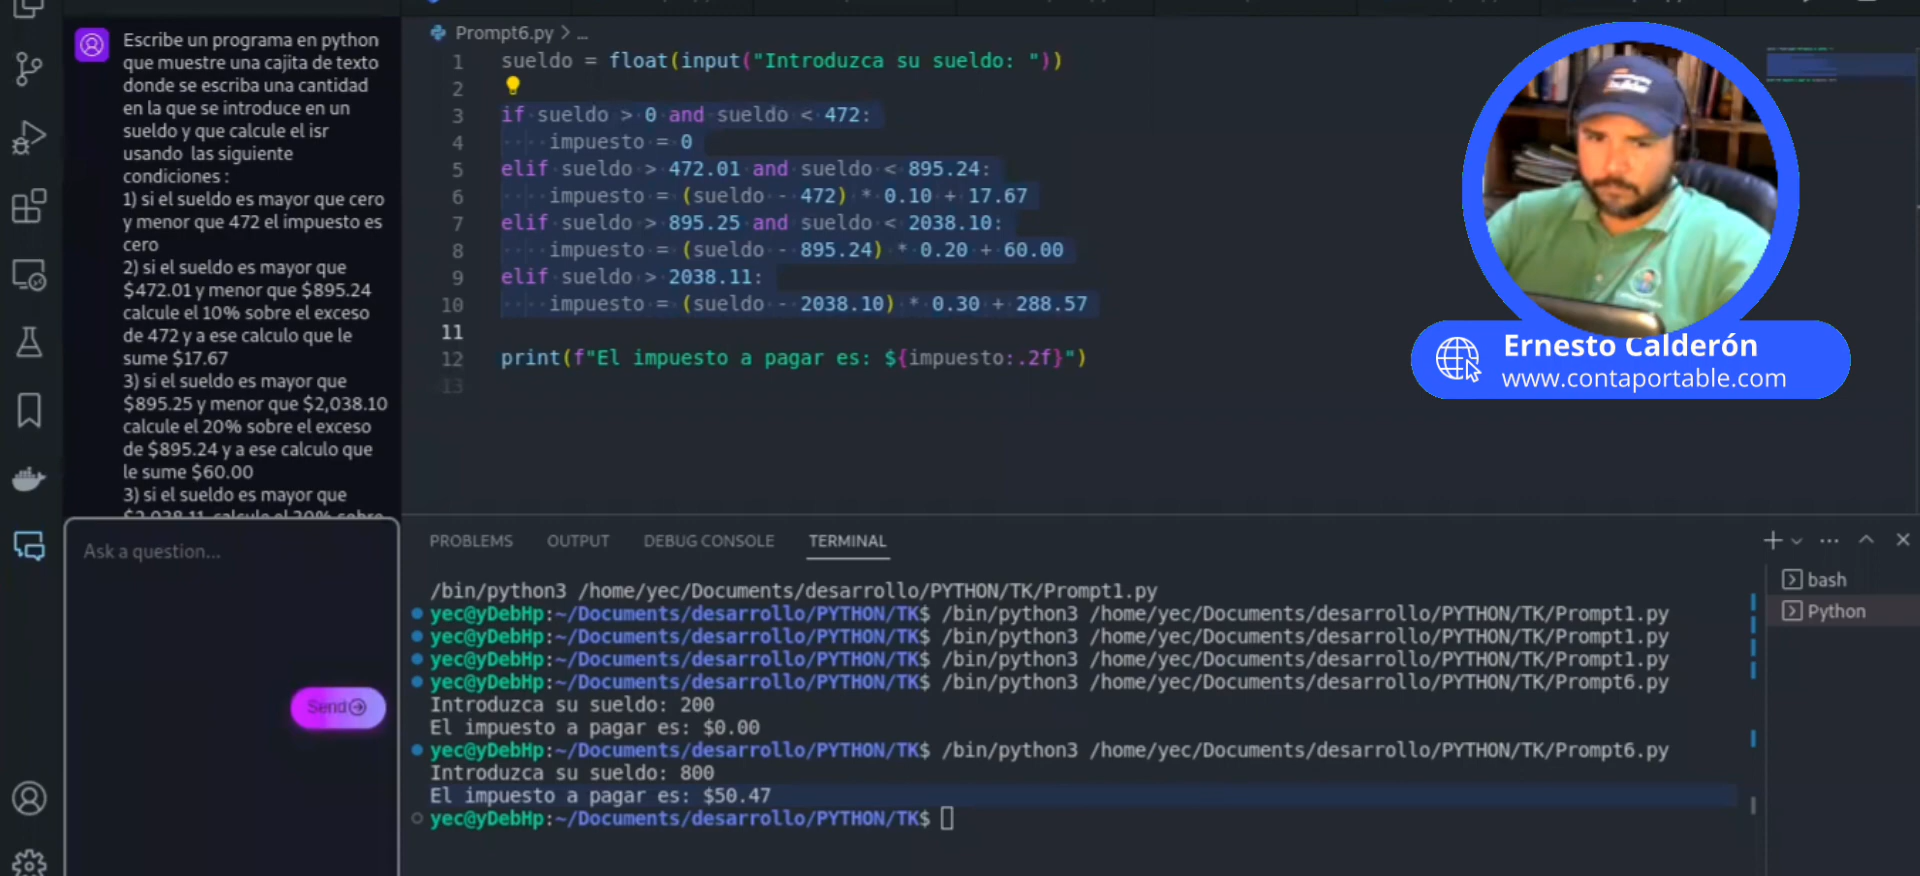 Escribe un programa en python
que muestre una cajita de texto
donde se escriba una cantidad
en la que se introduce en un
sueldo y que calcule el isr
usando las siguiente
condiciones :
1) si el sueldo es mayor que cero
y menor que 472 el impuesto es
cero
2) si el sueldo es mayor que
$472.01 y menor que $895.24
calcule el 10% sobre el exceso
de 472 y a ese calculo que le
sume $17.67
3) si el sueldo es mayor que
$895.25 y menor que $2,038.10
calcule el 20% sobre el exceso
de $895.24 y a ese calculo que
le sume $60.00
3) si el sueldo es mayor que
Ask a question...
Send
Prompt6.py > ...
1 sueldo = float(input("Introduzca su sueldo: "))
2
3 if sueldo > 0 and sueldo < 472:
4 impuesto = 0
5 elif sueldo > 472.01 and sueldo < 895.24:
6 impuesto = (sueldo - 472) * 0.10 + 17.67
7 elif sueldo > 895.25 and sueldo < 2038.10:
8 impuesto = (sueldo - 895.24) * 0.20 + 60.00
9 elif sueldo > 2038.11:
10 impuesto = (sueldo - 2038.10) * 0.30 + 288.57
11
12 print(f"El impuesto a pagar es: ${impuesto:.2f}")
13
Ernesto Calderón
www.contaportable.com
PROBLEMS OUTPUT DEBUG CONSOLE TERMINAL
/bin/python3 /home/yec/Documents/desarrollo/PYTHON/TK/Prompt1.py
yec@yDebHp:~/Documents/desarrollo/PYTHON/TK$ /bin/python3 /home/yec/Documents/desarrollo/PYTHON/TK/Prompt1.py
yec@yDebHp:~/Documents/desarrollo/PYTHON/TK$ /bin/python3 /home/yec/Documents/desarrollo/PYTHON/TK/Prompt1.py
yec@yDebHp:~/Documents/desarrollo/PYTHON/TK$ /bin/python3 /home/yec/Documents/desarrollo/PYTHON/TK/Prompt1.py
yec@yDebHp:~/Documents/desarrollo/PYTHON/TK$ /bin/python3 /home/yec/Documents/desarrollo/PYTHON/TK/Prompt6.py
Introduzca su sueldo: 200
El impuesto a pagar es: $0.00
yec@yDebHp:~/Documents/desarrollo/PYTHON/TK$ /bin/python3 /home/yec/Documents/desarrollo/PYTHON/TK/Prompt6.py
Introduzca su sueldo: 800
El impuesto a pagar es: $50.47
yec@yDebHp:~/Documents/desarrollo/PYTHON/TK$
bash
Python